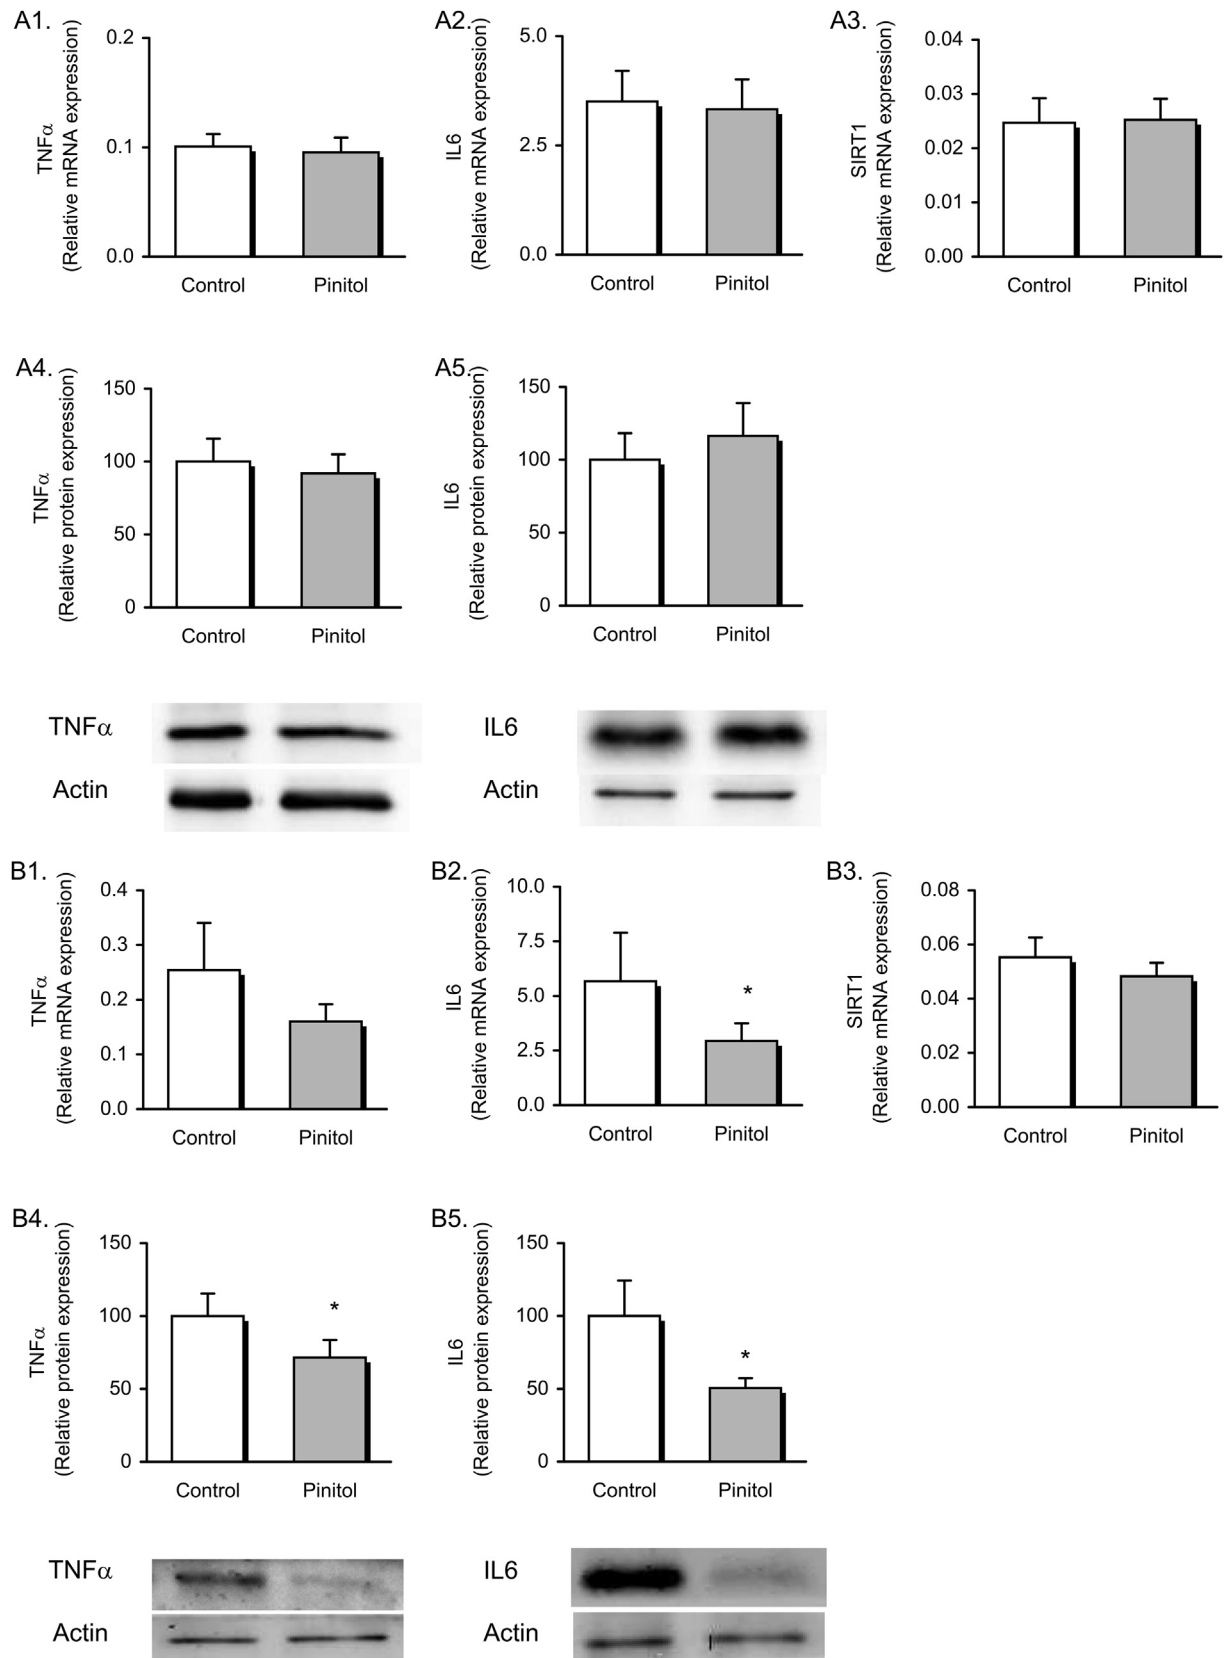 A1.
TNFα
(Relative mRNA expression)
0.2
0.1
0.0
Control Pinitol
A2.
IL6
(Relative mRNA expression)
5.0
2.5
0.0
Control Pinitol
A3.
SIRT1
(Relative mRNA expression)
0.04
0.03
0.02
0.01
0.00
Control Pinitol
A4.
TNFα
(Relative protein expression)
150
100
50
0
Control Pinitol
A5.
IL6
(Relative protein expression)
150
100
50
0
Control Pinitol
TNFα
Actin
IL6
Actin
B1.
TNFα
(Relative mRNA expression)
0.4
0.3
0.2
0.1
0.0
Control Pinitol
B2.
IL6
(Relative mRNA expression)
10.0
7.5
5.0
2.5
0.0
*
Control Pinitol
B3.
SIRT1
(Relative mRNA expression)
0.08
0.06
0.04
0.02
0.00
Control Pinitol
B4.
TNFα
(Relative protein expression)
150
100
50
0
*
Control Pinitol
B5.
IL6
(Relative protein expression)
150
100
50
0
*
Control Pinitol
TNFα
Actin
IL6
Actin